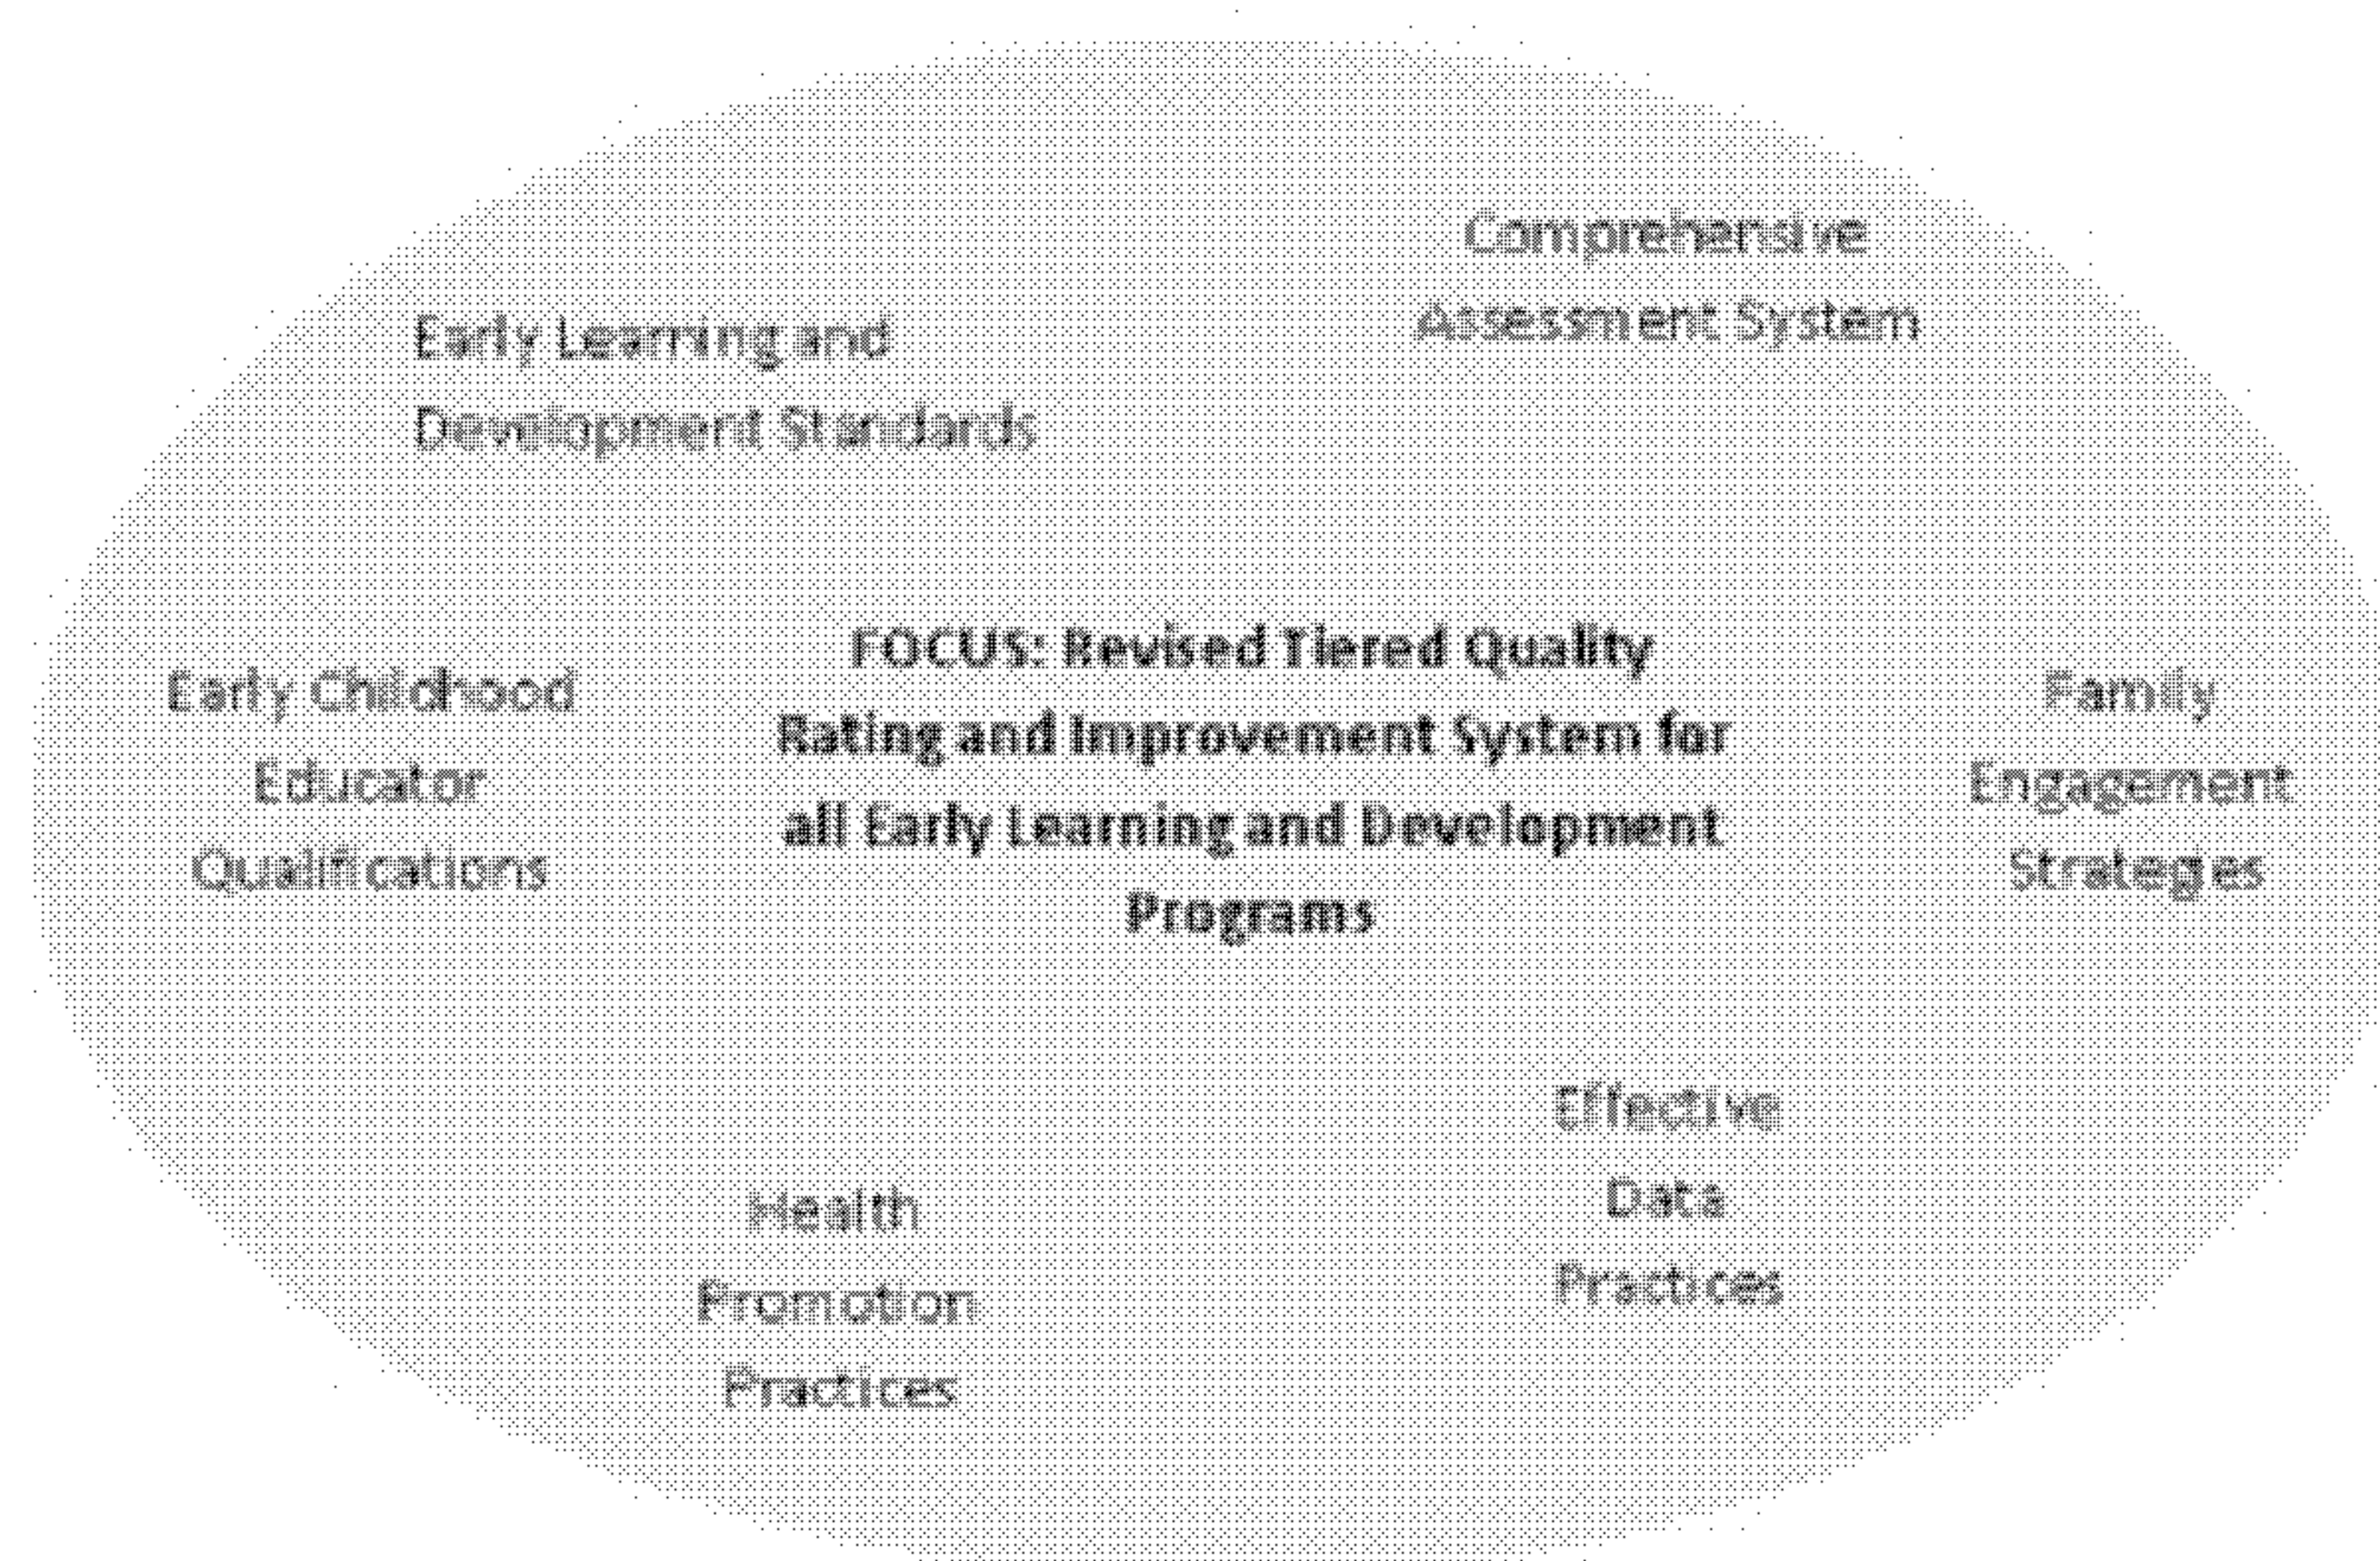 Comprehensive
Assessment System
Early Learning and
Development Standards
FOCUS: Revised Tiered Quality
Rating and Improvement System for
all Early Learning and Development
Programs
Early Childhood
Educator
Qualifications
Family
Engagement
Strategies
Effective
Data
Practices
Health
Promotion
Practices